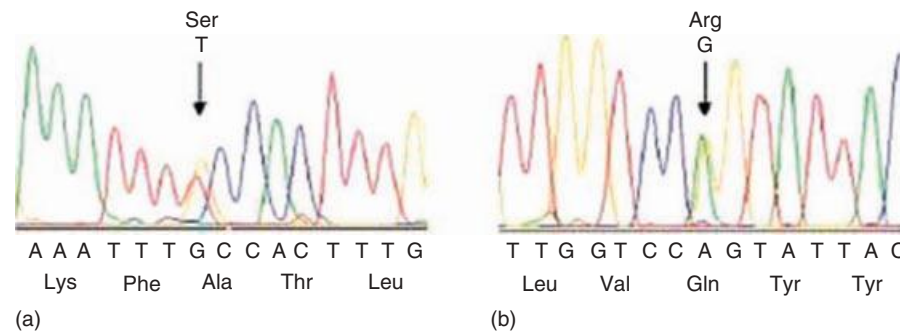 (a)
Ser
T
A A A T T T G C C A C T T T G
Lys Phe Ala Thr Leu
(b)
Arg
G
T T G G T C C A G T A T T A C
Leu Val Gln Tyr Tyr